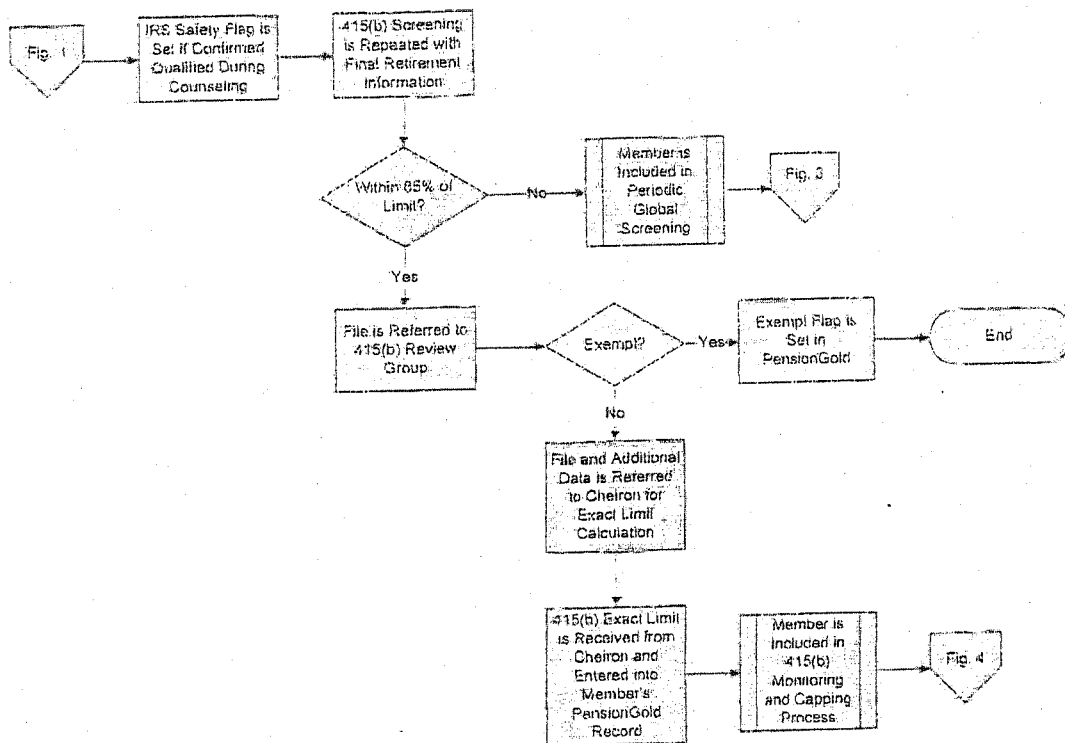 Fig. 1
IRS Safety Flag is
Set if Confirmed
Qualified During
Counseling
415(b) Screening
is Repeated with
Final Retirement
Information
Within 85% of
Limit?
No
Member is
Included in
Periodic
Global
Screening
Fig. 3
Yes
File is Referred to
415(b) Review
Group
Exempt?
Yes
Exempt Flag is
Set in
PensionGold
End
No
File and Additional
Data is Referred
to Cheiron for
Exact Limit
Calculation
415(b) Exact Limit
is Received from
Cheiron and
Entered into
Member's
PensionGold
Record
Member is
Included in
415(b)
Monitoring
and Capping
Process
Fig. 4